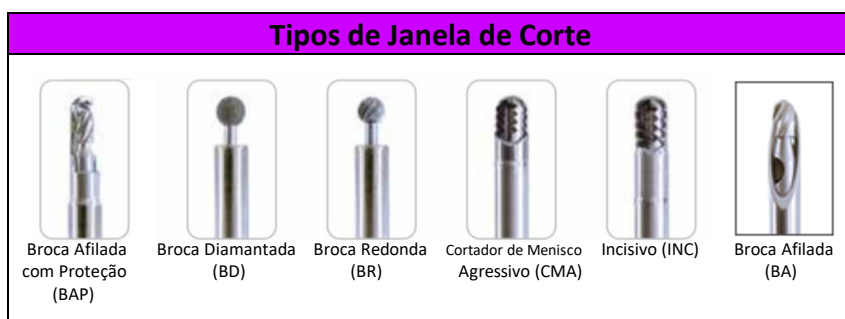 Tipos de Janela de Corte
Broca Afilada
com Proteção
(BAP)
Broca Diamantada
(BD)
Broca Redonda
(BR)
Cortador de Menisco
Agressivo (CMA)
Incisivo (INC)
Broca Afilada
(BA)